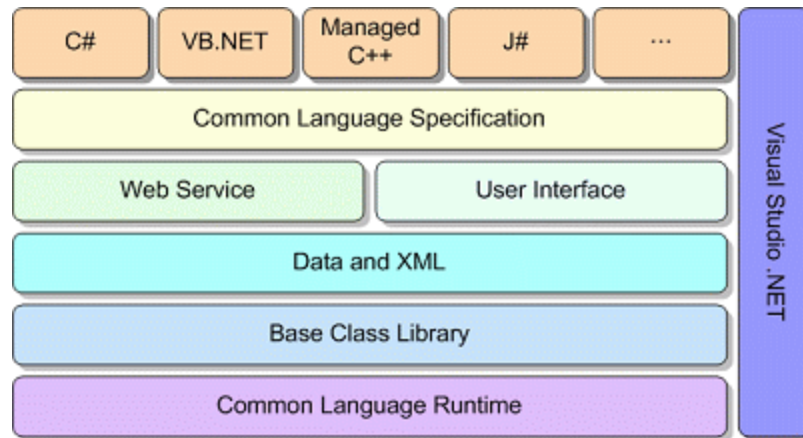 C#
VB.NET
Managed
C++
J#
...
Common Language Specification
Web Service
User Interface
Data and XML
Base Class Library
Common Language Runtime
Visual Studio .NET